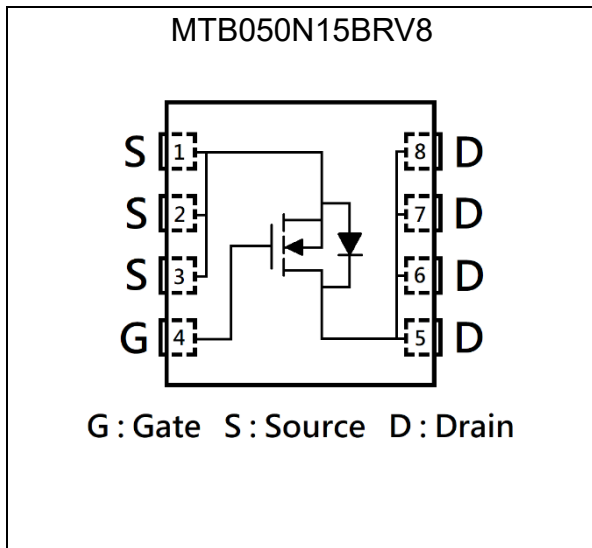 MTB050N15BRV8
S 1 8 D
S 2 7 D
S 3 6 D
G 4 5 D
G : Gate S : Source D : Drain